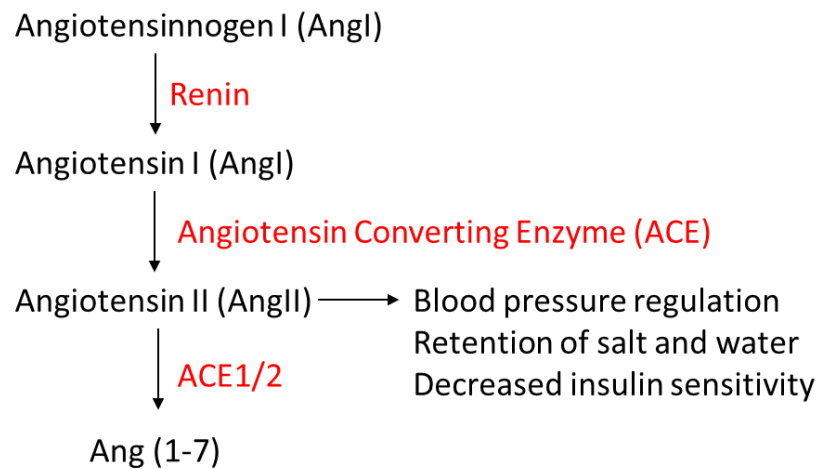 Angiotensinnogen I (AngI)
Renin
Angiotensin I (AngI)
Angiotensin Converting Enzyme (ACE)
Angiotensin II (AngII)
Blood pressure regulation
Retention of salt and water
Decreased insulin sensitivity
ACE1/2
Ang (1-7)